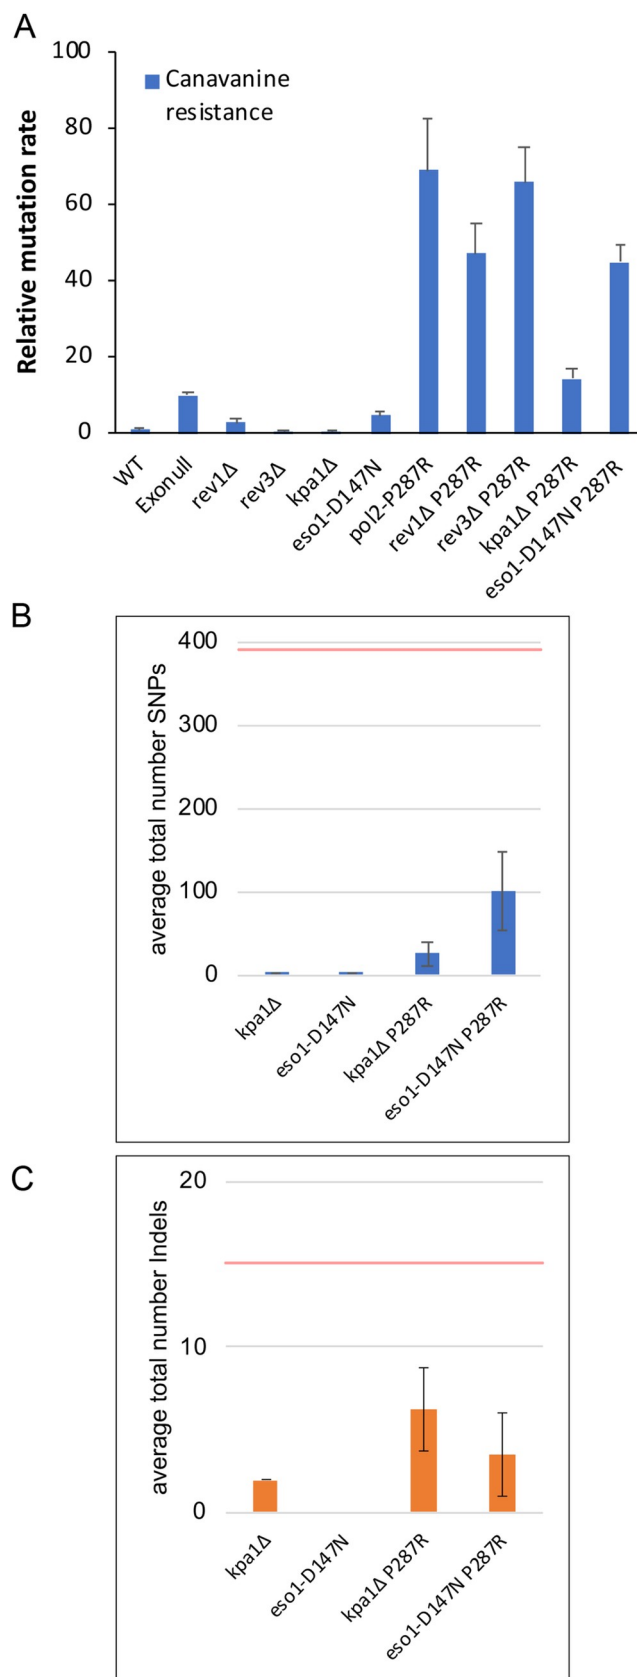 A
Relative mutation rate
100
80
60
40
20
0
Canavanine
resistance
WT
Exonull
rev1Δ
rev3Δ
kpa1Δ
eso1-D147N
pol2-P287R
rev1Δ P287R
rev3Δ P287R
kpa1Δ P287R
eso1-D147N P287R
B
average total number SNPs
400
300
200
100
0
kpa1Δ
eso1-D147N
kpa1Δ P287R
eso1-D147N P287R
C
average total number Indels
20
10
0
kpa1Δ
eso1-D147N
kpa1Δ P287R
eso1-D147N P287R